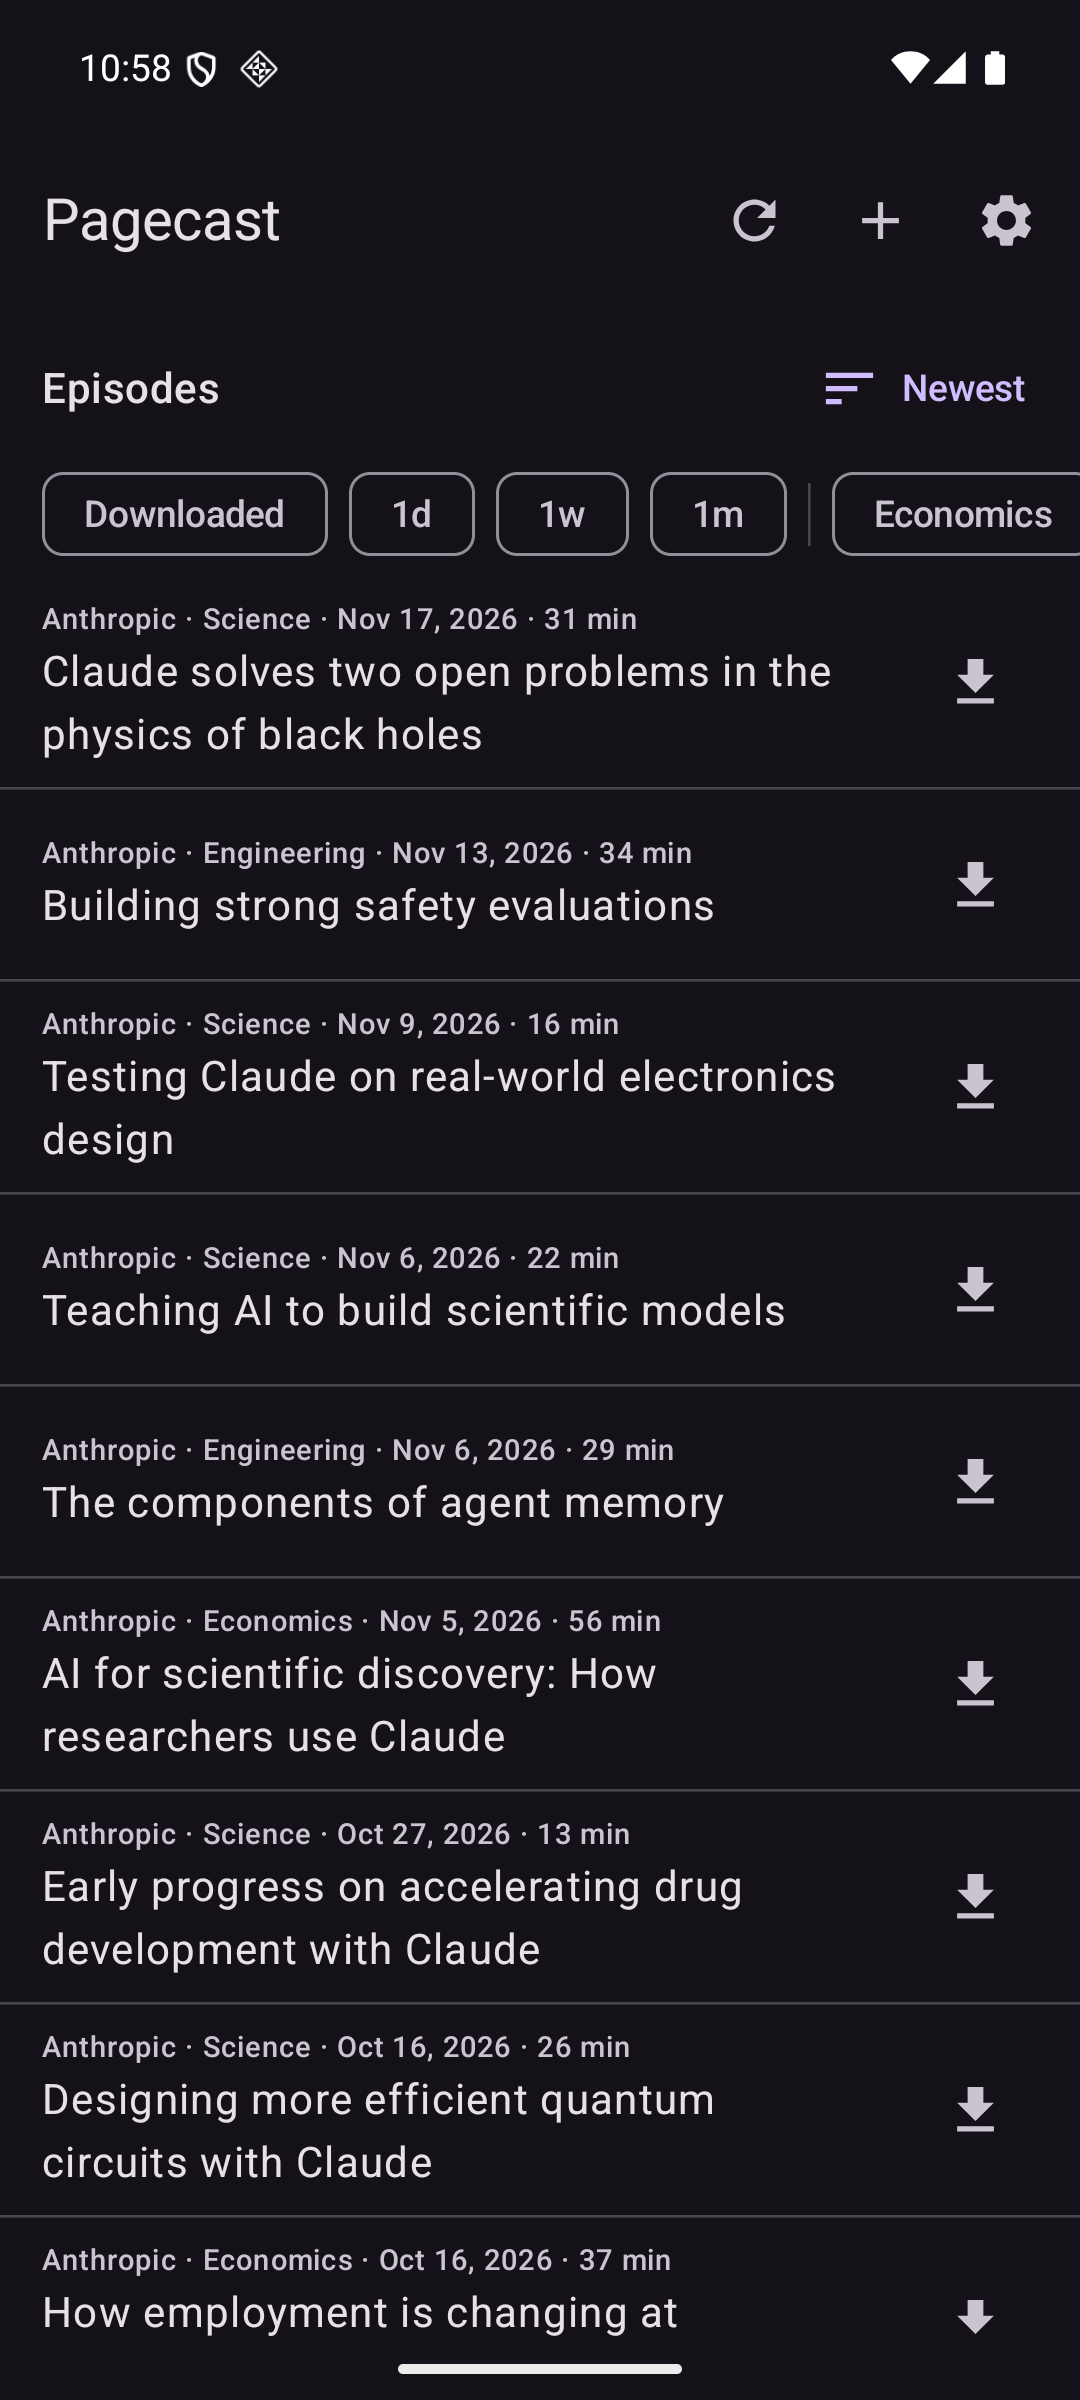 10:58
Pagecast
Episodes
Newest
Downloaded
1d
1w
1m
Economics
Anthropic · Science · Nov 17, 2026 · 31 min
Claude solves two open problems in the
physics of black holes
Anthropic · Engineering · Nov 13, 2026 · 34 min
Building strong safety evaluations
Anthropic · Science · Nov 9, 2026 · 16 min
Testing Claude on real-world electronics
design
Anthropic · Science · Nov 6, 2026 · 22 min
Teaching AI to build scientific models
Anthropic · Engineering · Nov 6, 2026 · 29 min
The components of agent memory
Anthropic · Economics · Nov 5, 2026 · 56 min
AI for scientific discovery: How
researchers use Claude
Anthropic · Science · Oct 27, 2026 · 13 min
Early progress on accelerating drug
development with Claude
Anthropic · Science · Oct 16, 2026 · 26 min
Designing more efficient quantum
circuits with Claude
Anthropic · Economics · Oct 16, 2026 · 37 min
How employment is changing at